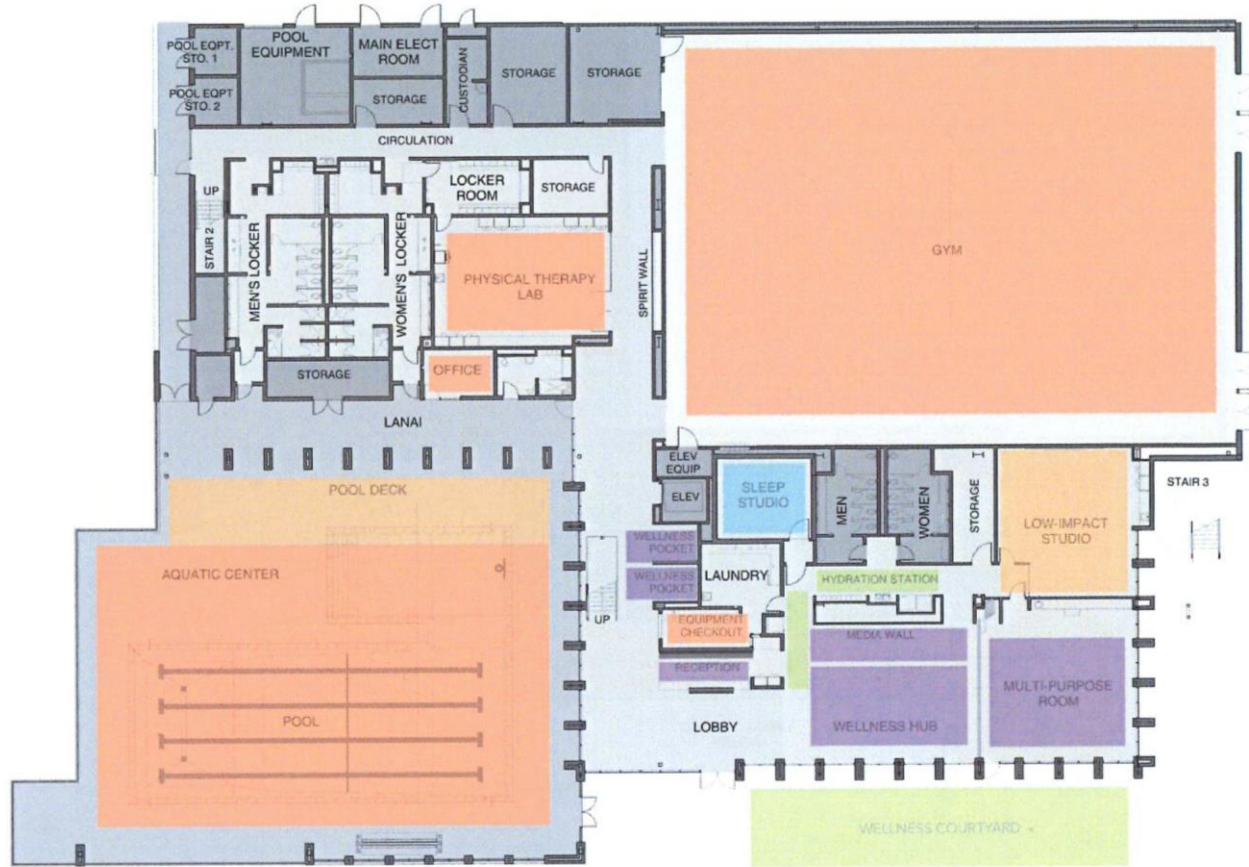 POOL EQPT.
STO. 1
POOL
EQUIPMENT
MAIN ELECT
ROOM
CUSTODIAN
STORAGE
STORAGE
POOL EQPT
STO. 2
STORAGE
CIRCULATION
UP
STAIR 2
MEN'S LOCKER
WOMEN'S LOCKER
LOCKER
ROOM
STORAGE
PHYSICAL THERAPY
LAB
SPIRIT WALL
GYM
STORAGE
OFFICE
LANAI
ELEV
EQUIP
ELEV
SLEEP
STUDIO
MEN
WOMEN
STORAGE
LOW-IMPACT
STUDIO
STAIR 3
POOL DECK
AQUATIC CENTER
WELLNESS
POCKET
WELLNESS
POCKET
LAUNDRY
HYDRATION STATION
UP
EQUIPMENT
CHECKOUT
MEDIA WALL
RECEPTION
MULTI-PURPOSE
ROOM
POOL
LOBBY
WELLNESS HUB
WELLNESS COURTYARD